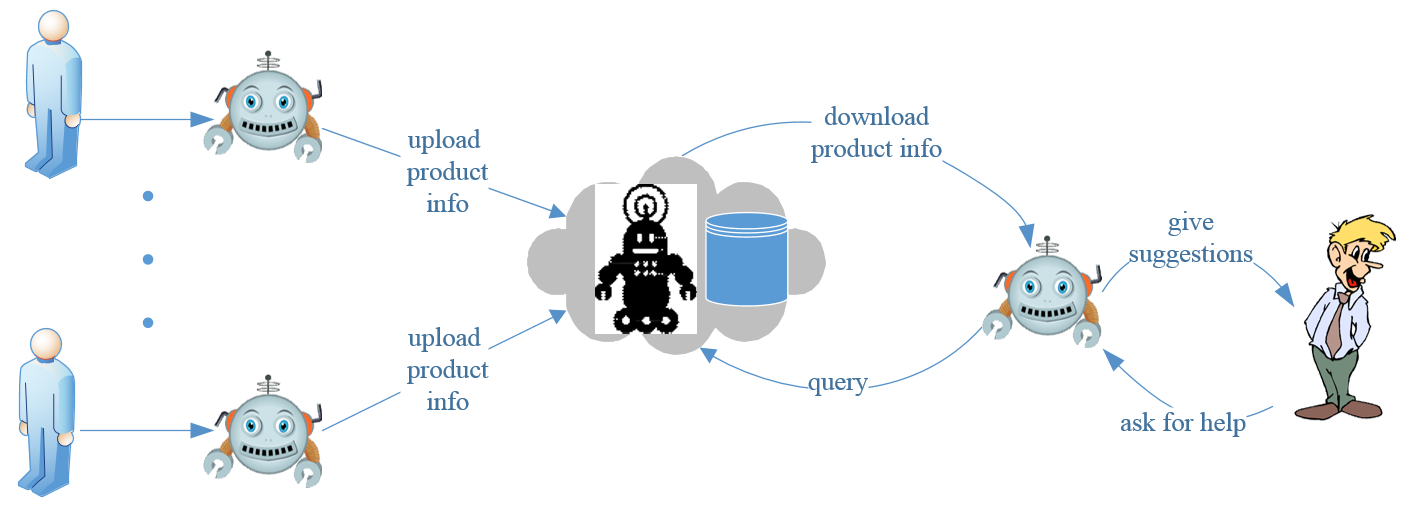 upload
product
info
upload
product
info
download
product info
query
give
suggestions
ask for help